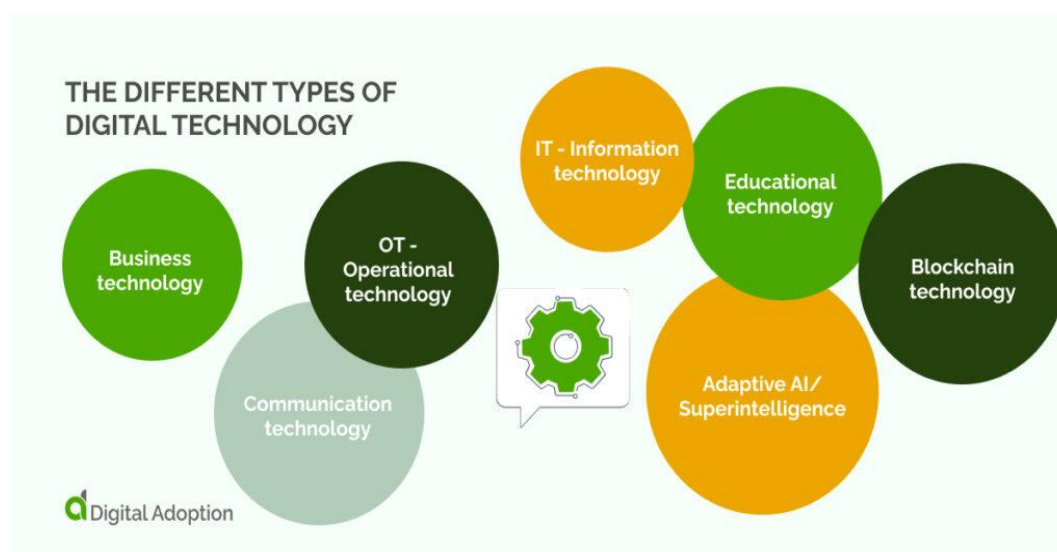 THE DIFFERENT TYPES OF
DIGITAL TECHNOLOGY
Business
technology
OT -
Operational
technology
Communication
technology
IT - Information
technology
Educational
technology
Blockchain
technology
Adaptive AI/
Superintelligence
Digital Adoption